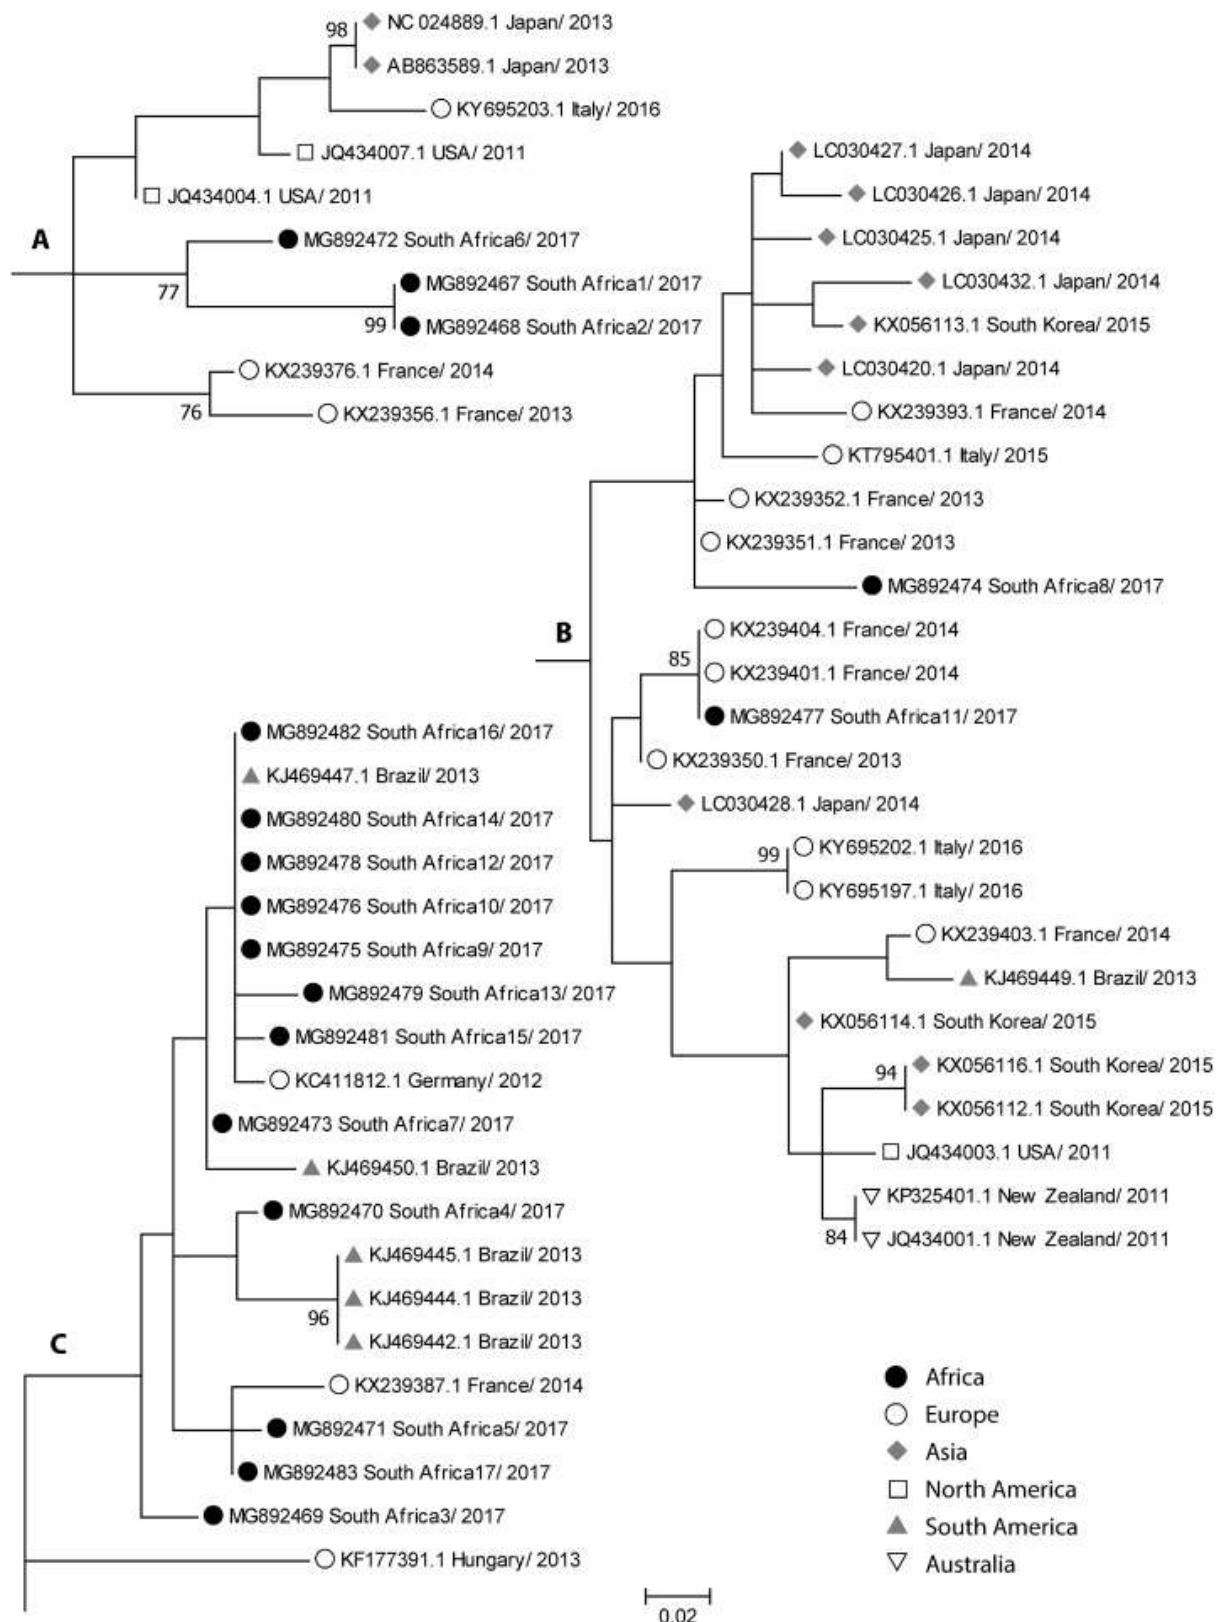 98
NC 024889.1 Japan/ 2013
AB863589.1 Japan/ 2013
KY695203.1 Italy/ 2016
JQ434007.1 USA/ 2011
JQ434004.1 USA/ 2011
A
MG892472 South Africa6/ 2017
77
MG892467 South Africa1/ 2017
99
MG892468 South Africa2/ 2017
KX239376.1 France/ 2014
76
KX239356.1 France/ 2013
LC030427.1 Japan/ 2014
LC030426.1 Japan/ 2014
LC030425.1 Japan/ 2014
LC030432.1 Japan/ 2014
KX056113.1 South Korea/ 2015
LC030420.1 Japan/ 2014
KX239393.1 France/ 2014
KT795401.1 Italy/ 2015
KX239352.1 France/ 2013
KX239351.1 France/ 2013
MG892474 South Africa8/ 2017
B
KX239404.1 France/ 2014
85
KX239401.1 France/ 2014
MG892477 South Africa11/ 2017
KX239350.1 France/ 2013
LC030428.1 Japan/ 2014
99
KY695202.1 Italy/ 2016
KY695197.1 Italy/ 2016
KX239403.1 France/ 2014
KJ469449.1 Brazil/ 2013
KX056114.1 South Korea/ 2015
94
KX056116.1 South Korea/ 2015
KX056112.1 South Korea/ 2015
JQ434003.1 USA/ 2011
KP325401.1 New Zealand/ 2011
84
JQ434001.1 New Zealand/ 2011
MG892482 South Africa16/ 2017
KJ469447.1 Brazil/ 2013
MG892480 South Africa14/ 2017
MG892478 South Africa12/ 2017
MG892476 South Africa10/ 2017
MG892475 South Africa9/ 2017
MG892479 South Africa13/ 2017
MG892481 South Africa15/ 2017
KC411812.1 Germany/ 2012
MG892473 South Africa7/ 2017
KJ469450.1 Brazil/ 2013
MG892470 South Africa4/ 2017
KJ469445.1 Brazil/ 2013
KJ469444.1 Brazil/ 2013
96
KJ469442.1 Brazil/ 2013
C
KX239387.1 France/ 2014
MG892471 South Africa5/ 2017
MG892483 South Africa17/ 2017
MG892469 South Africa3/ 2017
KF177391.1 Hungary/ 2013
Africa
Europe
Asia
North America
South America
Australia
0.02